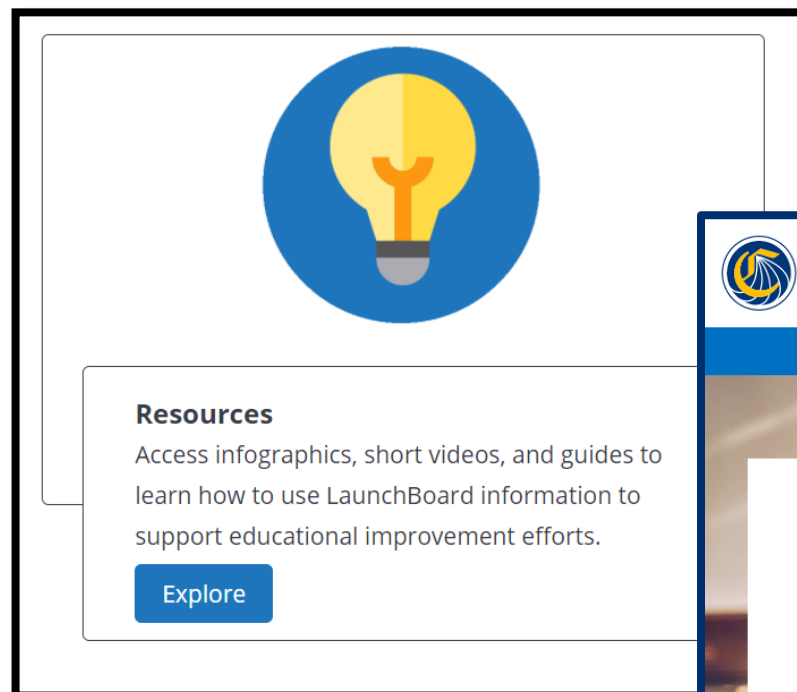 Resources
Access infographics, short videos, and guides to
learn how to use LaunchBoard information to
support educational improvement efforts.
Explore